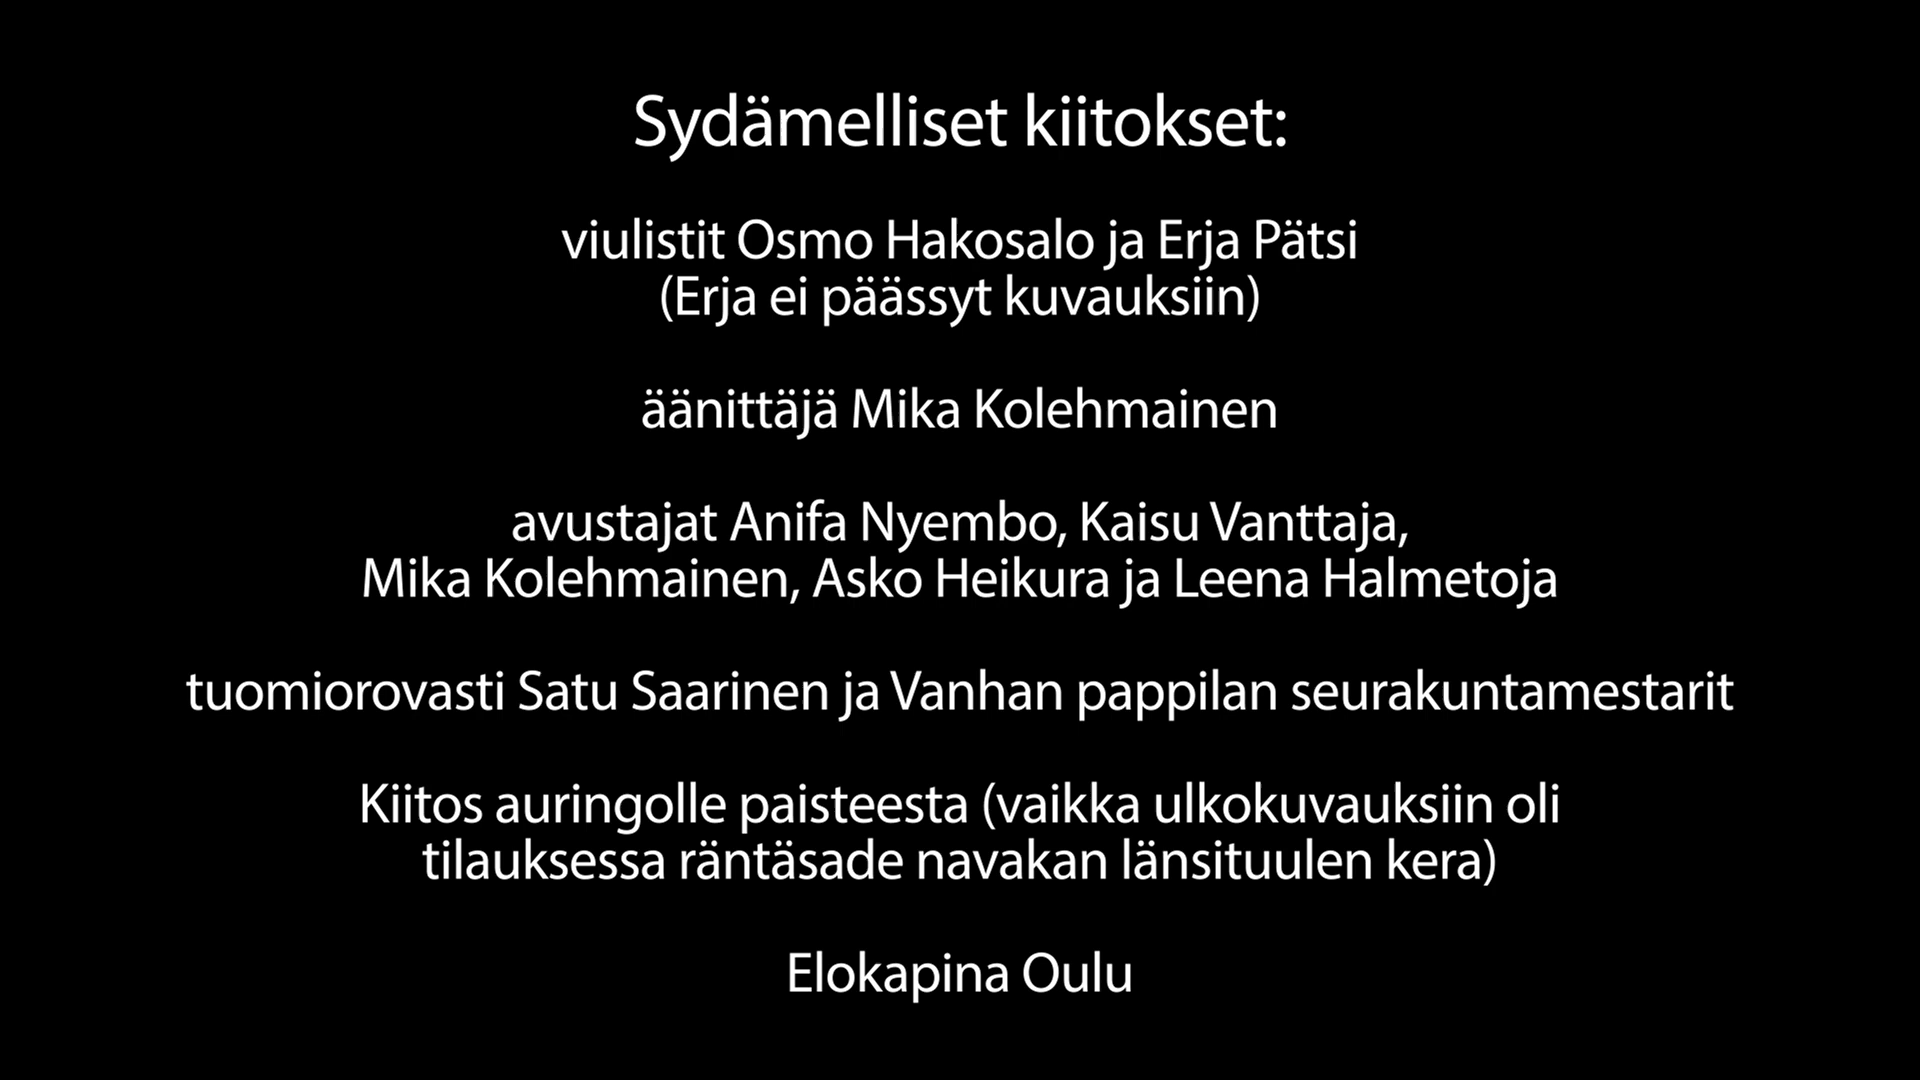 Sydämelliset kiitokset:
viulistit Osmo Hakosalo ja Erja Pätsi
(Erja ei päässyt kuvauksiin)
äänittäjä Mika Kolehmainen
avustajat Anifa Nyembo, Kaisu Vanttaja,
Mika Kolehmainen, Asko Heikura ja Leena Halmetoja
tuomiorovasti Satu Saarinen ja Vanhan pappilan seurakuntamestarit
Kiitos auringolle paisteesta (vaikka ulkokuvauksiin oli
tilauksessa räntäsade navakan länsituulen kera)
Elokapina Oulu